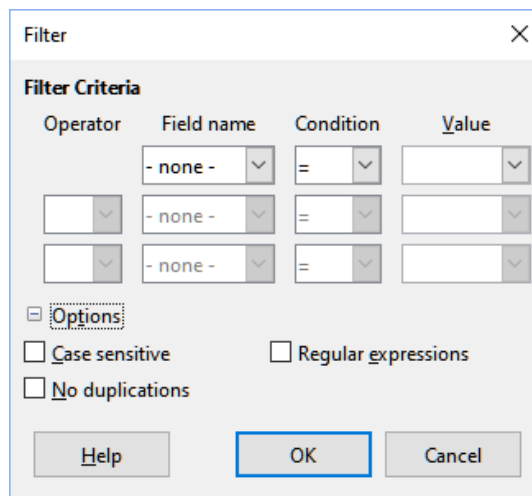 Filter
Filter Criteria
Operator Field name Condition Value
- none - =
- none - =
- none - =
Options
Case sensitive Regular expressions
No duplications
Help OK Cancel